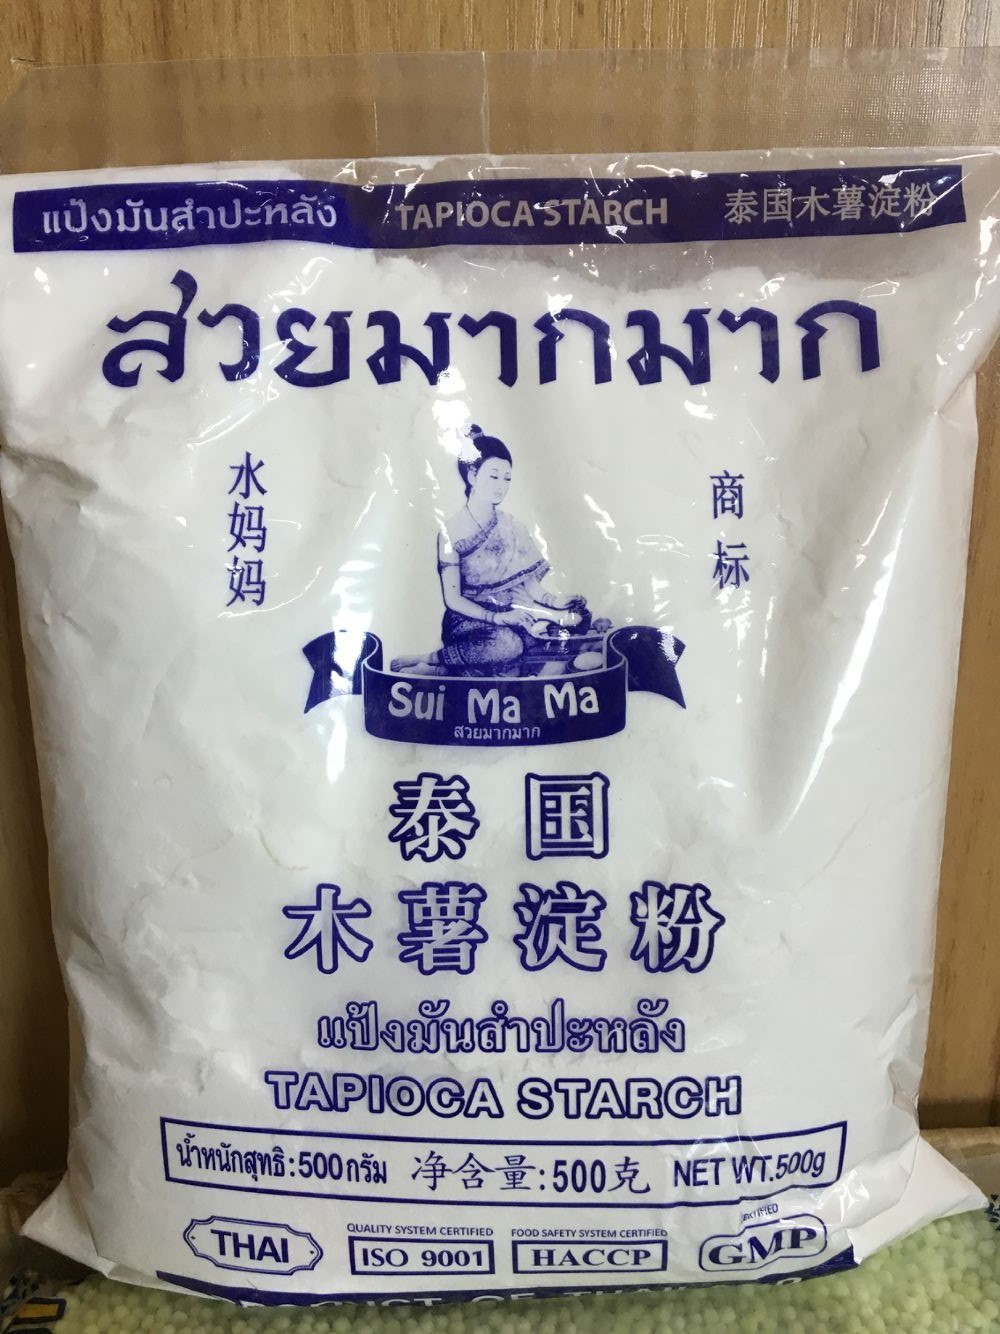 แป้งมันสำปะหลัง TAPIOCA STARCH 泰国木薯淀粉
สวยมากมาก
水妈妈
商标
Sui Ma Ma
สวยมากมาก
泰国
木薯淀粉
แป้งมันสำปะหลัง
TAPIOCA STARCH
น้ำหนักสุทธิ:500กรัม 净含量:500克 NET WT.500g
THAI
QUALITY SYSTEM CERTIFIED
ISO 9001
FOOD SAFETY SYSTEM CERTIFIED
HACCP
CERTIFIED
GMP
PRODUCT OF